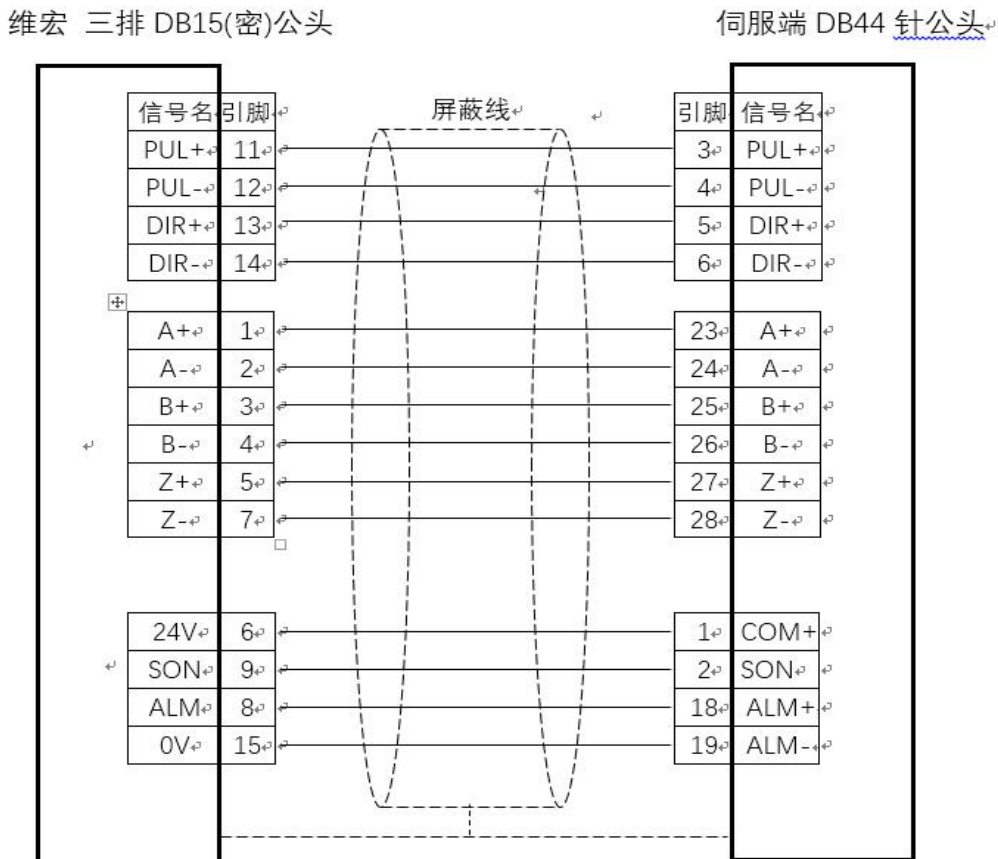 维宏 三排 DB15(密)公头 伺服端 DB44 针公头
信号名 引脚 屏蔽线 引脚 信号名
PUL+ 11 3 PUL+
PUL- 12 4 PUL-
DIR+ 13 5 DIR+
DIR- 14 6 DIR-
A+ 1 23 A+
A- 2 24 A-
B+ 3 25 B+
B- 4 26 B-
Z+ 5 27 Z+
Z- 7 28 Z-
24V 6 1 COM+
SON 9 2 SON
ALM 8 18 ALM+
0V 15 19 ALM-